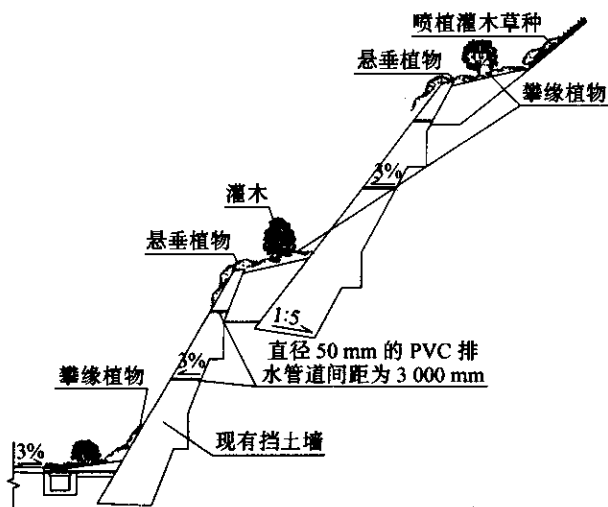 喷植灌木草种
悬垂植物
攀缘植物
3%
灌木
悬垂植物
1:5
直径 50 mm 的 PVC 排
水管道间距为 3 000 mm
3%
攀缘植物
现有挡土墙
3%